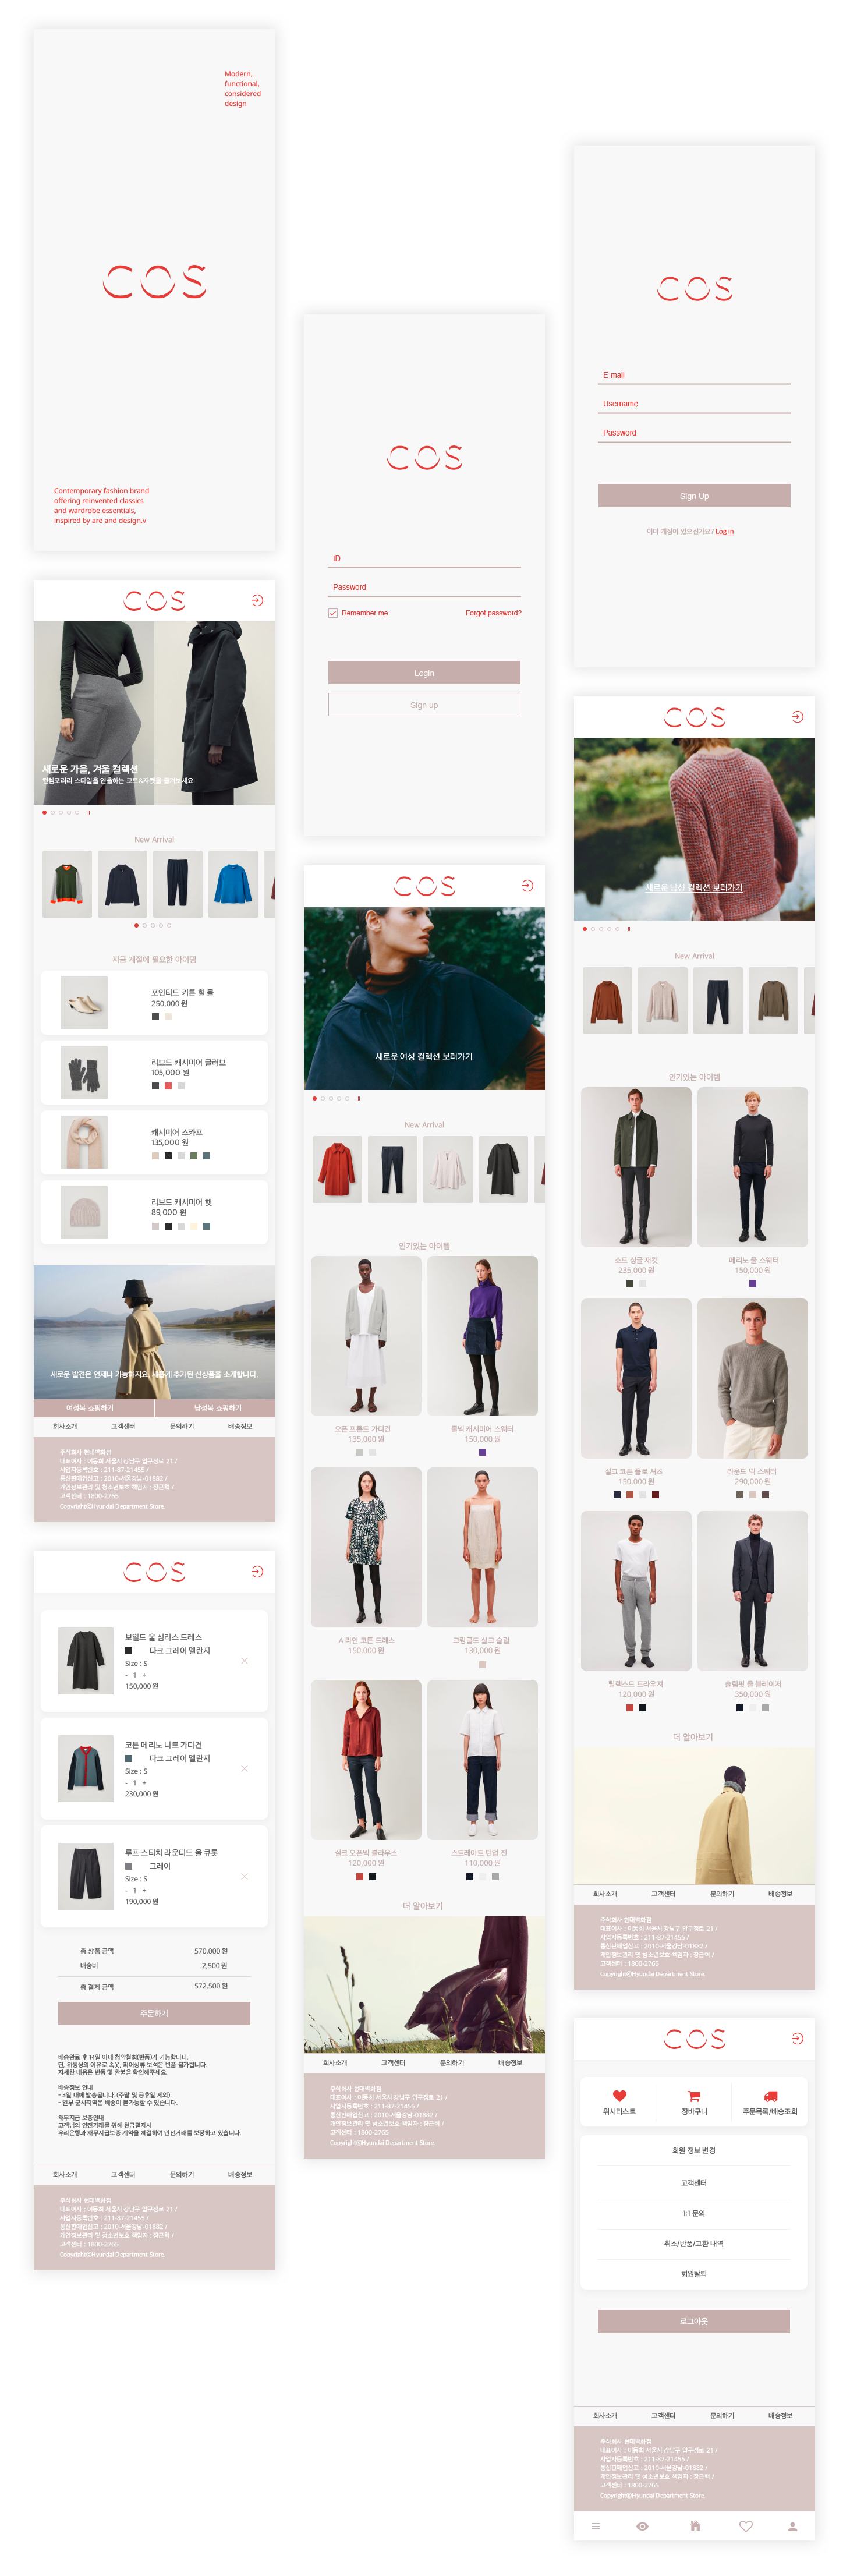 Modern,
functional,
considered
design
COS
Contemporary fashion brand
offering reinvented classics
and wardrobe essentials,
inspired by are and design.v
COS
새로운 가을, 겨울 컬렉션
컨템포러리 스타일을 연출하는 코트&자켓을 즐겨보세요
New Arrival
지금 계절에 필요한 아이템
포인티드 키튼 힐 뮬
250,000 원
리브드 캐시미어 글러브
105,000 원
캐시미어 스카프
135,000 원
리브드 캐시미어 햇
89,000 원
새로운 발견은 언제나 가능하지요. 새롭게 추가된 신상품을 소개합니다.
여성복 쇼핑하기
남성복 쇼핑하기
회사소개 고객센터 문의하기 배송정보
주식회사 현대백화점
대표이사 : 이동회 서울시 강남구 압구정로 21 /
사업자등록번호 : 211-87-21455 /
통신판매업신고 : 2010-서울강남-01882 /
개인정보관리 및 청소년보호 책임자 : 장근혁 /
고객센터 : 1800-2765
CopyrightⒸHyundai Department Store.
COS
보일드 울 심리스 드레스
다크 그레이 멜란지
Size : S
- 1 +
150,000 원
코튼 메리노 니트 가디건
다크 그레이 멜란지
Size : S
- 1 +
230,000 원
루프 스티치 라운디드 울 큐롯
그레이
Size : S
- 1 +
190,000 원
총 상품 금액 570,000 원
배송비 2,500 원
총 결제 금액 572,500 원
주문하기
배송완료 후 14일 이내 청약철회(반품)가 가능합니다.
단, 위생상의 이유로 속옷, 피어싱류 보석은 반품 불가합니다.
자세한 내용은 반품 및 환불을 확인해주세요.
배송정보 안내
- 3일 내에 발송됩니다. (주말 및 공휴일 제외)
- 일부 군사지역은 배송이 불가능할 수 있습니다.
채무지급 보증안내
고객님의 안전거래를 위해 현금결제시
우리은행과 채무지급보증 계약을 체결하여 안전거래를 보장하고 있습니다.
회사소개 고객센터 문의하기 배송정보
주식회사 현대백화점
대표이사 : 이동회 서울시 강남구 압구정로 21 /
사업자등록번호 : 211-87-21455 /
통신판매업신고 : 2010-서울강남-01882 /
개인정보관리 및 청소년보호 책임자 : 장근혁 /
고객센터 : 1800-2765
CopyrightⒸHyundai Department Store.
COS
ID
Password
Remember me Forgot password?
Login
Sign up
COS
새로운 여성 컬렉션 보러가기
New Arrival
인기있는 아이템
오픈 프론트 가디건
135,000 원
롤넥 캐시미어 스웨터
150,000 원
A 라인 코튼 드레스
150,000 원
크링클드 실크 슬립
130,000 원
실크 오픈넥 블라우스
120,000 원
스트레이트 턴업 진
110,000 원
더 알아보기
회사소개 고객센터 문의하기 배송정보
주식회사 현대백화점
대표이사 : 이동회 서울시 강남구 압구정로 21 /
사업자등록번호 : 211-87-21455 /
통신판매업신고 : 2010-서울강남-01882 /
개인정보관리 및 청소년보호 책임자 : 장근혁 /
고객센터 : 1800-2765
CopyrightⒸHyundai Department Store.
COS
E-mail
Username
Password
Sign Up
이미 계정이 있으신가요? Log in
COS
새로운 남성 컬렉션 보러가기
New Arrival
인기있는 아이템
쇼트 싱글 재킷
235,000 원
메리노 울 스웨터
150,000 원
실크 코튼 폴로 셔츠
150,000 원
라운드 넥 스웨터
290,000 원
릴렉스드 트라우저
120,000 원
슬림핏 울 블레이저
350,000 원
더 알아보기
회사소개 고객센터 문의하기 배송정보
주식회사 현대백화점
대표이사 : 이동회 서울시 강남구 압구정로 21 /
사업자등록번호 : 211-87-21455 /
통신판매업신고 : 2010-서울강남-01882 /
개인정보관리 및 청소년보호 책임자 : 장근혁 /
고객센터 : 1800-2765
CopyrightⒸHyundai Department Store.
COS
위시리스트 장바구니 주문목록/배송조회
회원 정보 변경
고객센터
1:1 문의
취소/반품/교환 내역
회원탈퇴
로그아웃
회사소개 고객센터 문의하기 배송정보
주식회사 현대백화점
대표이사 : 이동회 서울시 강남구 압구정로 21 /
사업자등록번호 : 211-87-21455 /
통신판매업신고 : 2010-서울강남-01882 /
개인정보관리 및 청소년보호 책임자 : 장근혁 /
고객센터 : 1800-2765
CopyrightⒸHyundai Department Store.